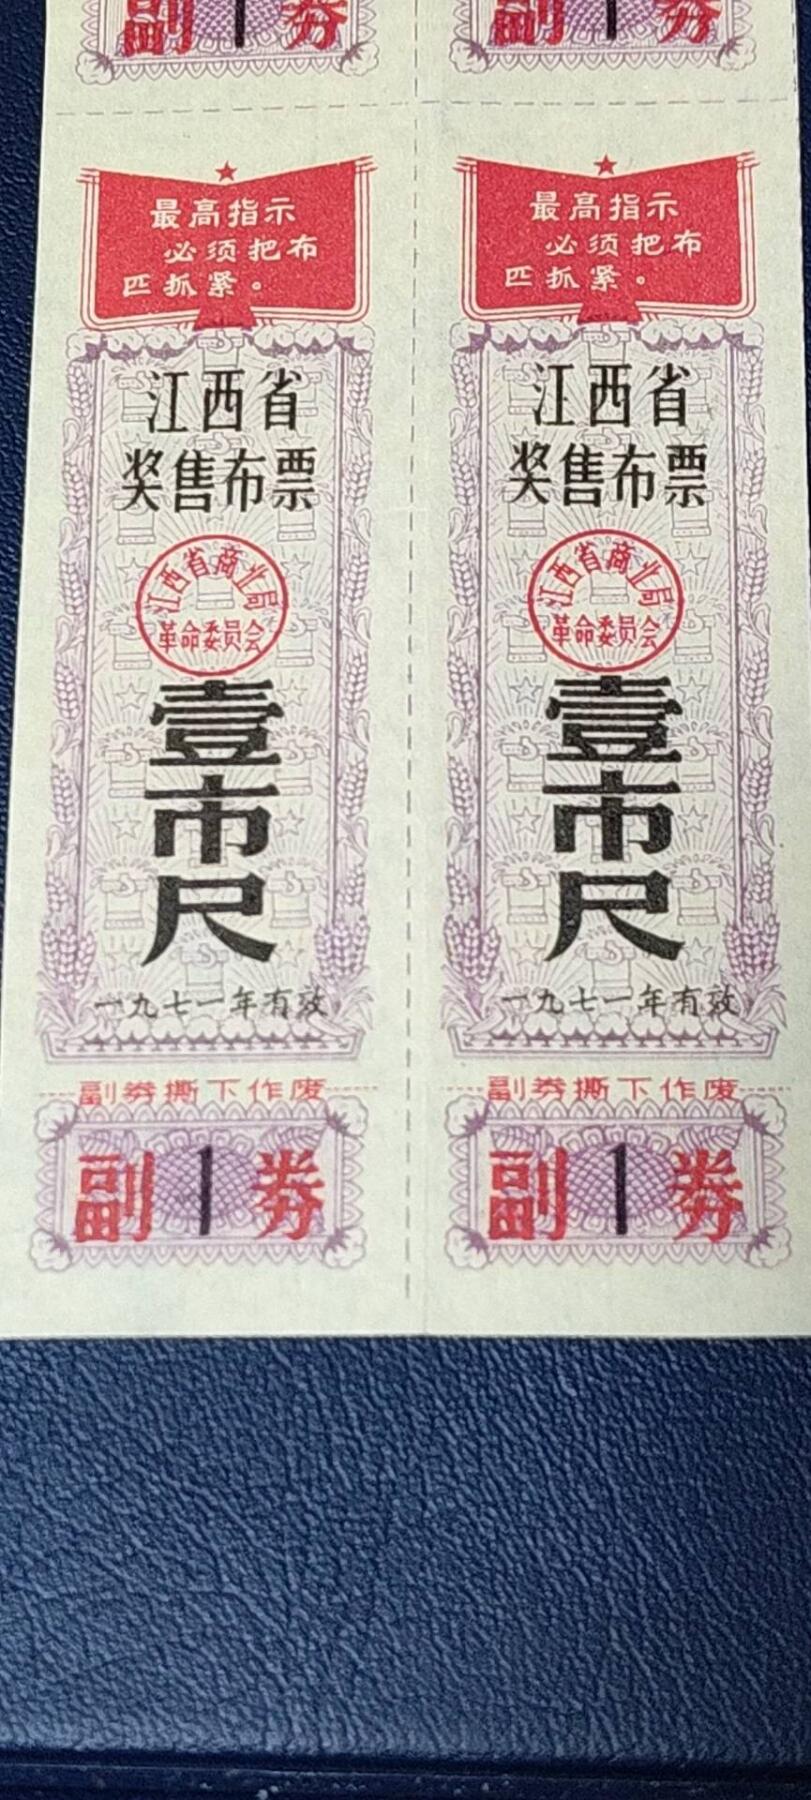 副 1 券
副 1 券
最高指示
必须把布
匹抓紧。
江西省
奖售布票
江西省商业局
革命委员会
壹市尺
一九七一年有效
副券撕下作废
副 1 券
最高指示
必须把布
匹抓紧。
江西省
奖售布票
江西省商业局
革命委员会
壹市尺
一九七一年有效
副券撕下作废
副 1 券